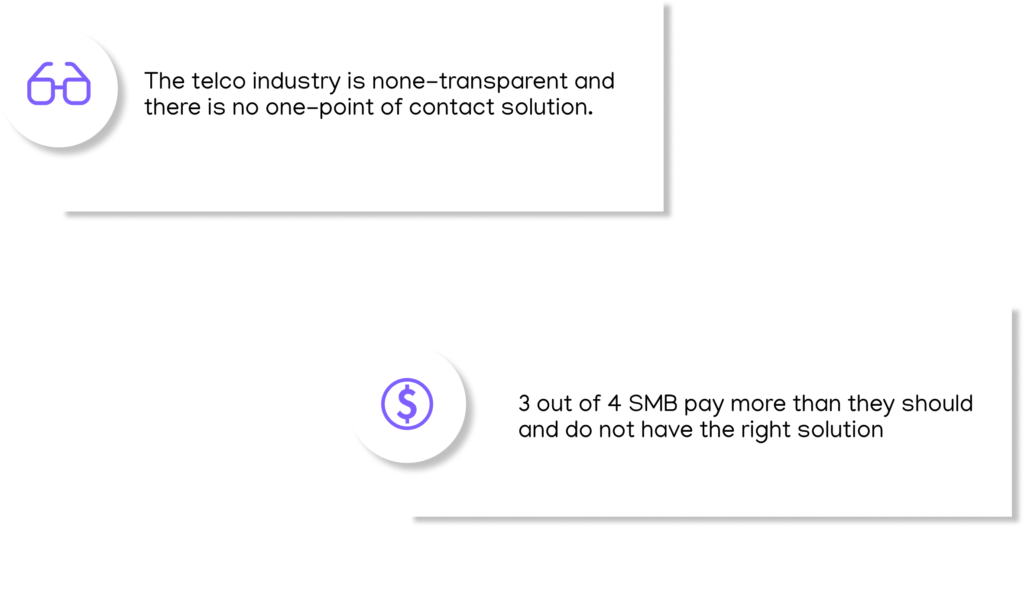 The telco industry is none-transparent and
there is no one-point of contact solution.
3 out of 4 SMB pay more than they should
and do not have the right solution